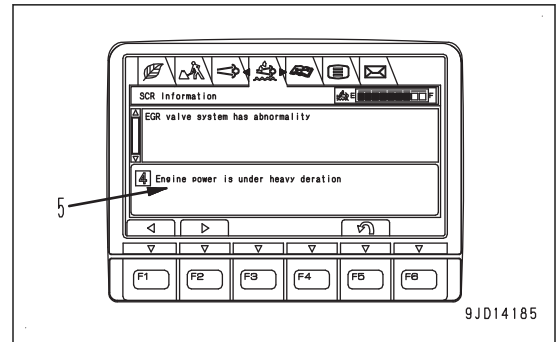 SCR Information
E F
EGR valve system has abnormality
4 Engine power is under heavy deration
5
F1 F2 F3 F4 F5 F6
9JD14185